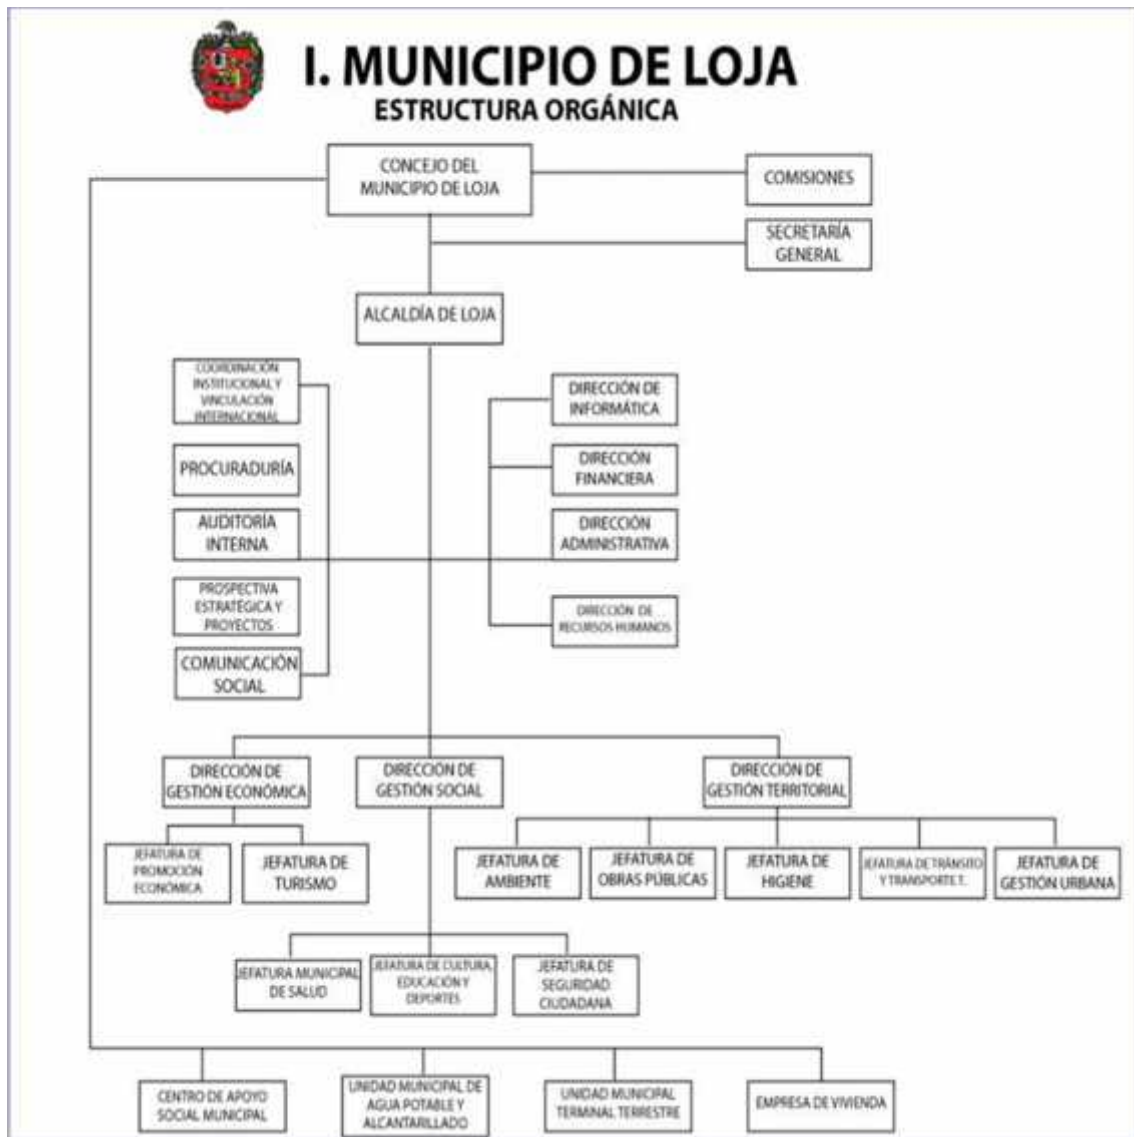 I. MUNICIPIO DE LOJA
ESTRUCTURA ORGÁNICA
CONCEJO DEL
MUNICIPIO DE LOJA
COMISIONES
SECRETARÍA
GENERAL
ALCALDÍA DE LOJA
COORDINACIÓN
INSTITUCIONAL Y
VINCULACIÓN
INTERNACIONAL
PROCURADURÍA
AUDITORÍA
INTERNA
PROSPECTIVA
ESTRATÉGICA Y
PROYECTOS
COMUNICACIÓN
SOCIAL
DIRECCIÓN DE
INFORMÁTICA
DIRECCIÓN
FINANCIERA
DIRECCIÓN
ADMINISTRATIVA
DIRECCIÓN DE
RECURSOS HUMANOS
DIRECCIÓN DE
GESTIÓN ECONÓMICA
DIRECCIÓN DE
GESTIÓN SOCIAL
DIRECCIÓN DE
GESTIÓN TERRITORIAL
JEFATURA DE
PROMOCIÓN
ECONÓMICA
JEFATURA DE
TURISMO
JEFATURA DE
AMBIENTE
JEFATURA DE
OBRAS PÚBLICAS
JEFATURA DE
HIGIENE
JEFATURA DE TRÁNSITO
Y TRANSPORTE T..
JEFATURA DE
GESTIÓN URBANA
JEFATURA MUNICIPAL
DE SALUD
JEFATURA DE CULTURA,
EDUCACIÓN Y
DEPORTES
JEFATURA DE
SEGURIDAD
CIUDADANA
CENTRO DE APOYO
SOCIAL MUNICIPAL
UNIDAD MUNICIPAL DE
AGUA POTABLE Y
ALCANTARILLADO
UNIDAD MUNICIPAL
TERMINAL TERRESTRE
EMPRESA DE VIVIENDA